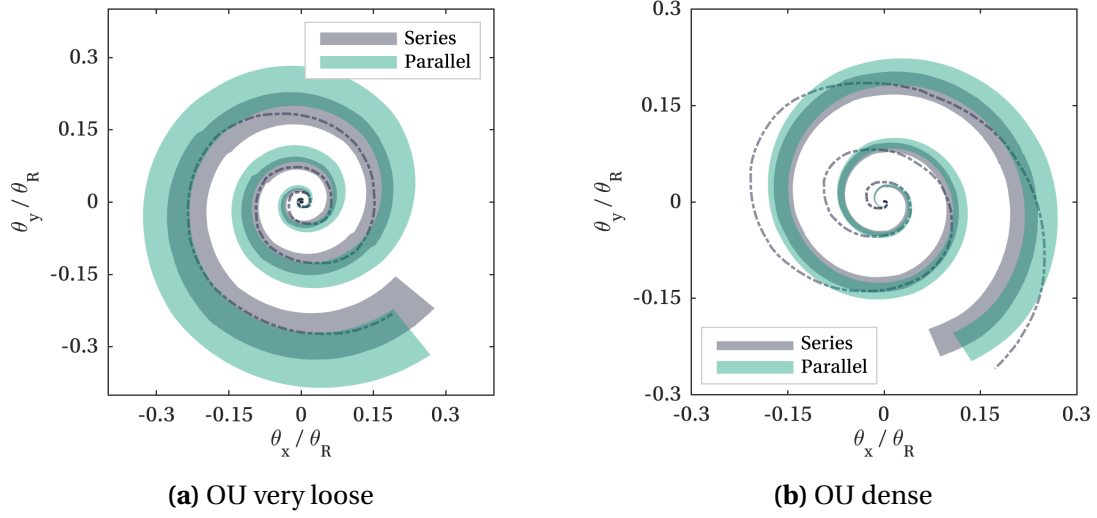 Series
Parallel
0.3
0.15
0
-0.15
-0.3
θy / θR
-0.3
-0.15
0
0.15
0.3
θx / θR
(a) OU very loose
0.3
0.15
0
-0.15
-0.3
θy / θR
Series
Parallel
-0.3
-0.15
0
0.15
0.3
θx / θR
(b) OU dense